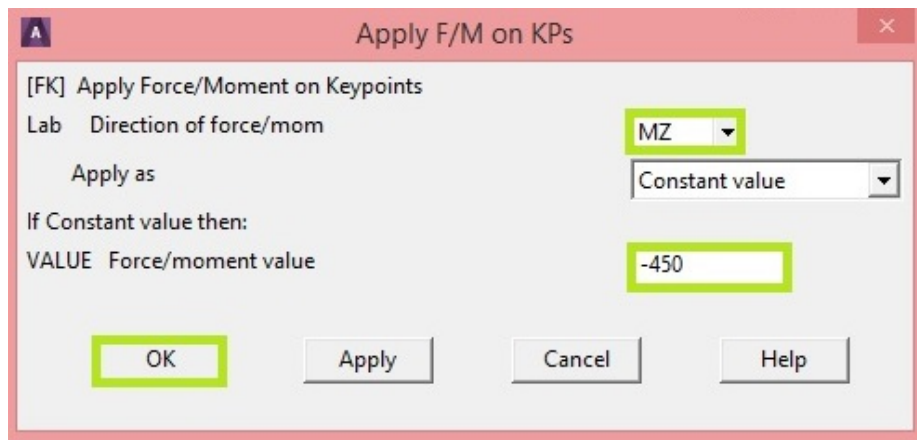 A
Apply F/M on KPs
×
[FK] Apply Force/Moment on Keypoints
Lab Direction of force/mom
MZ
Apply as
Constant value
If Constant value then:
VALUE Force/moment value
-450
OK Apply Cancel Help